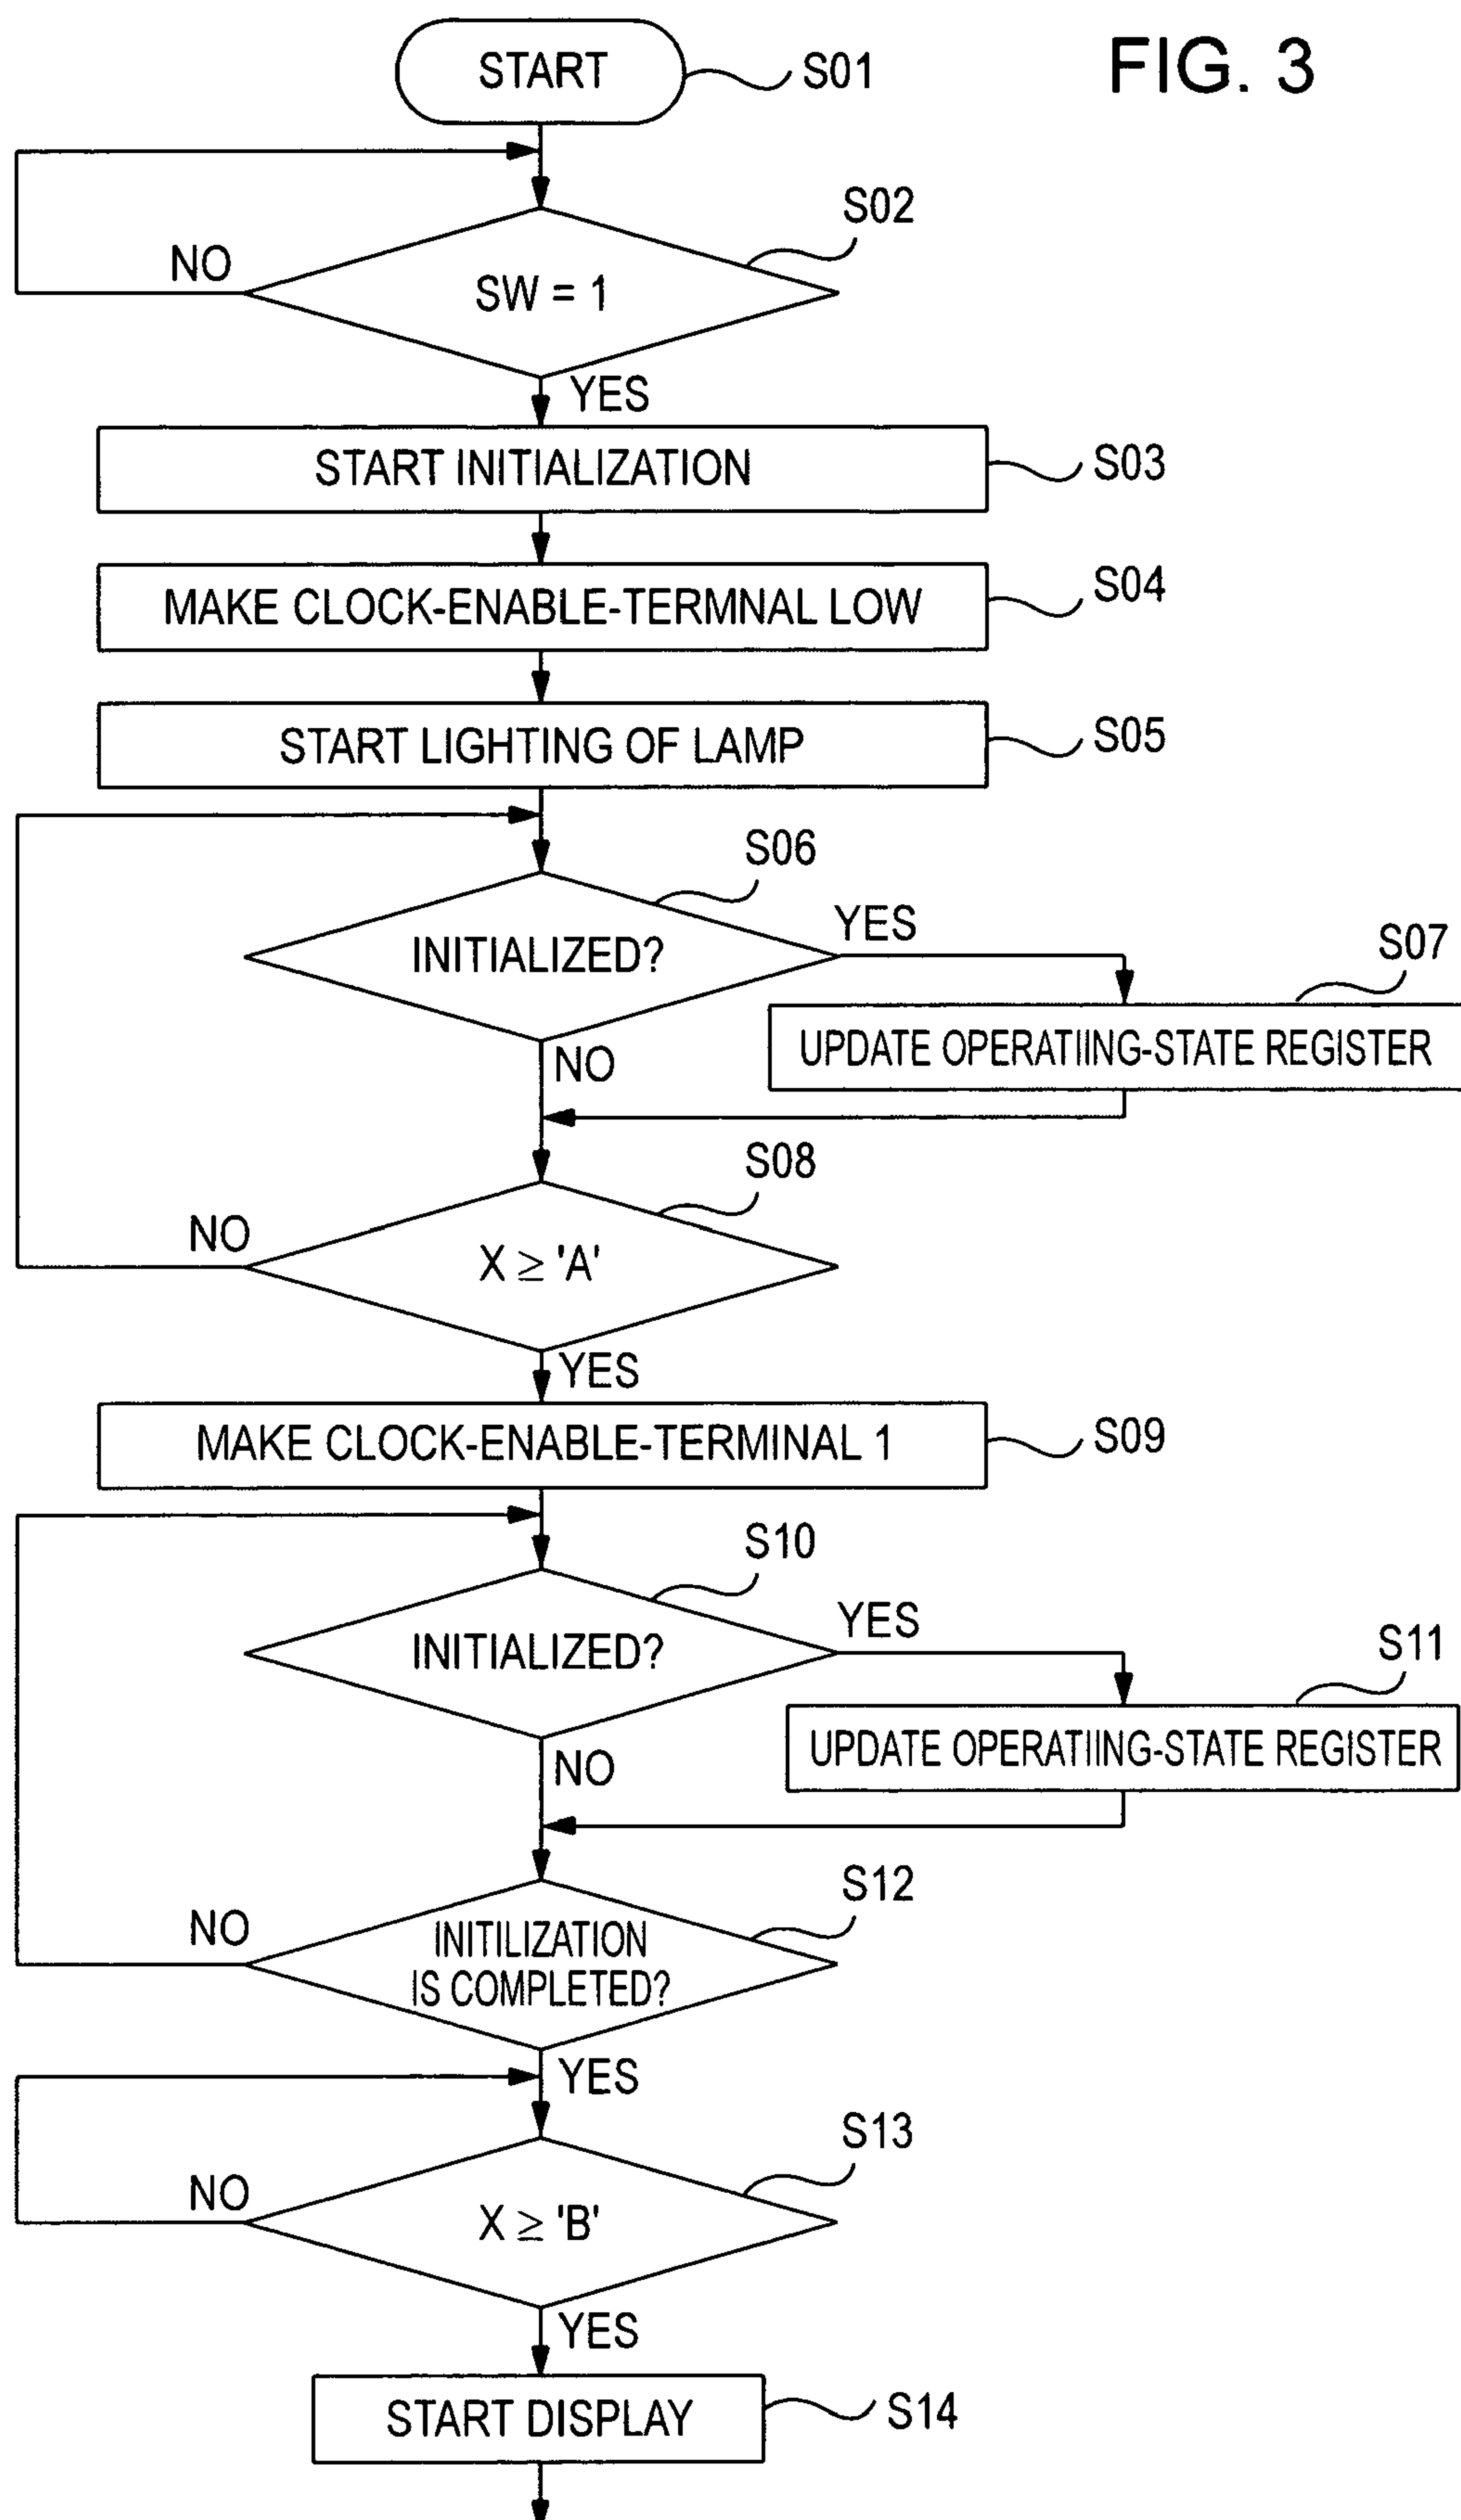 FIG. 3
START
S01
S02
NO
SW = 1
YES
START INITIALIZATION
S03
MAKE CLOCK-ENABLE-TERMNAL LOW
S04
START LIGHTING OF LAMP
S05
S06
INITIALIZED?
YES
S07
UPDATE OPERATIING-STATE REGISTER
NO
S08
NO
X ≥ 'A'
YES
MAKE CLOCK-ENABLE-TERMINAL 1
S09
S10
INITIALIZED?
YES
S11
UPDATE OPERATIING-STATE REGISTER
NO
S12
NO
INITILIZATION
IS COMPLETED?
YES
S13
NO
X ≥ 'B'
YES
START DISPLAY
S14